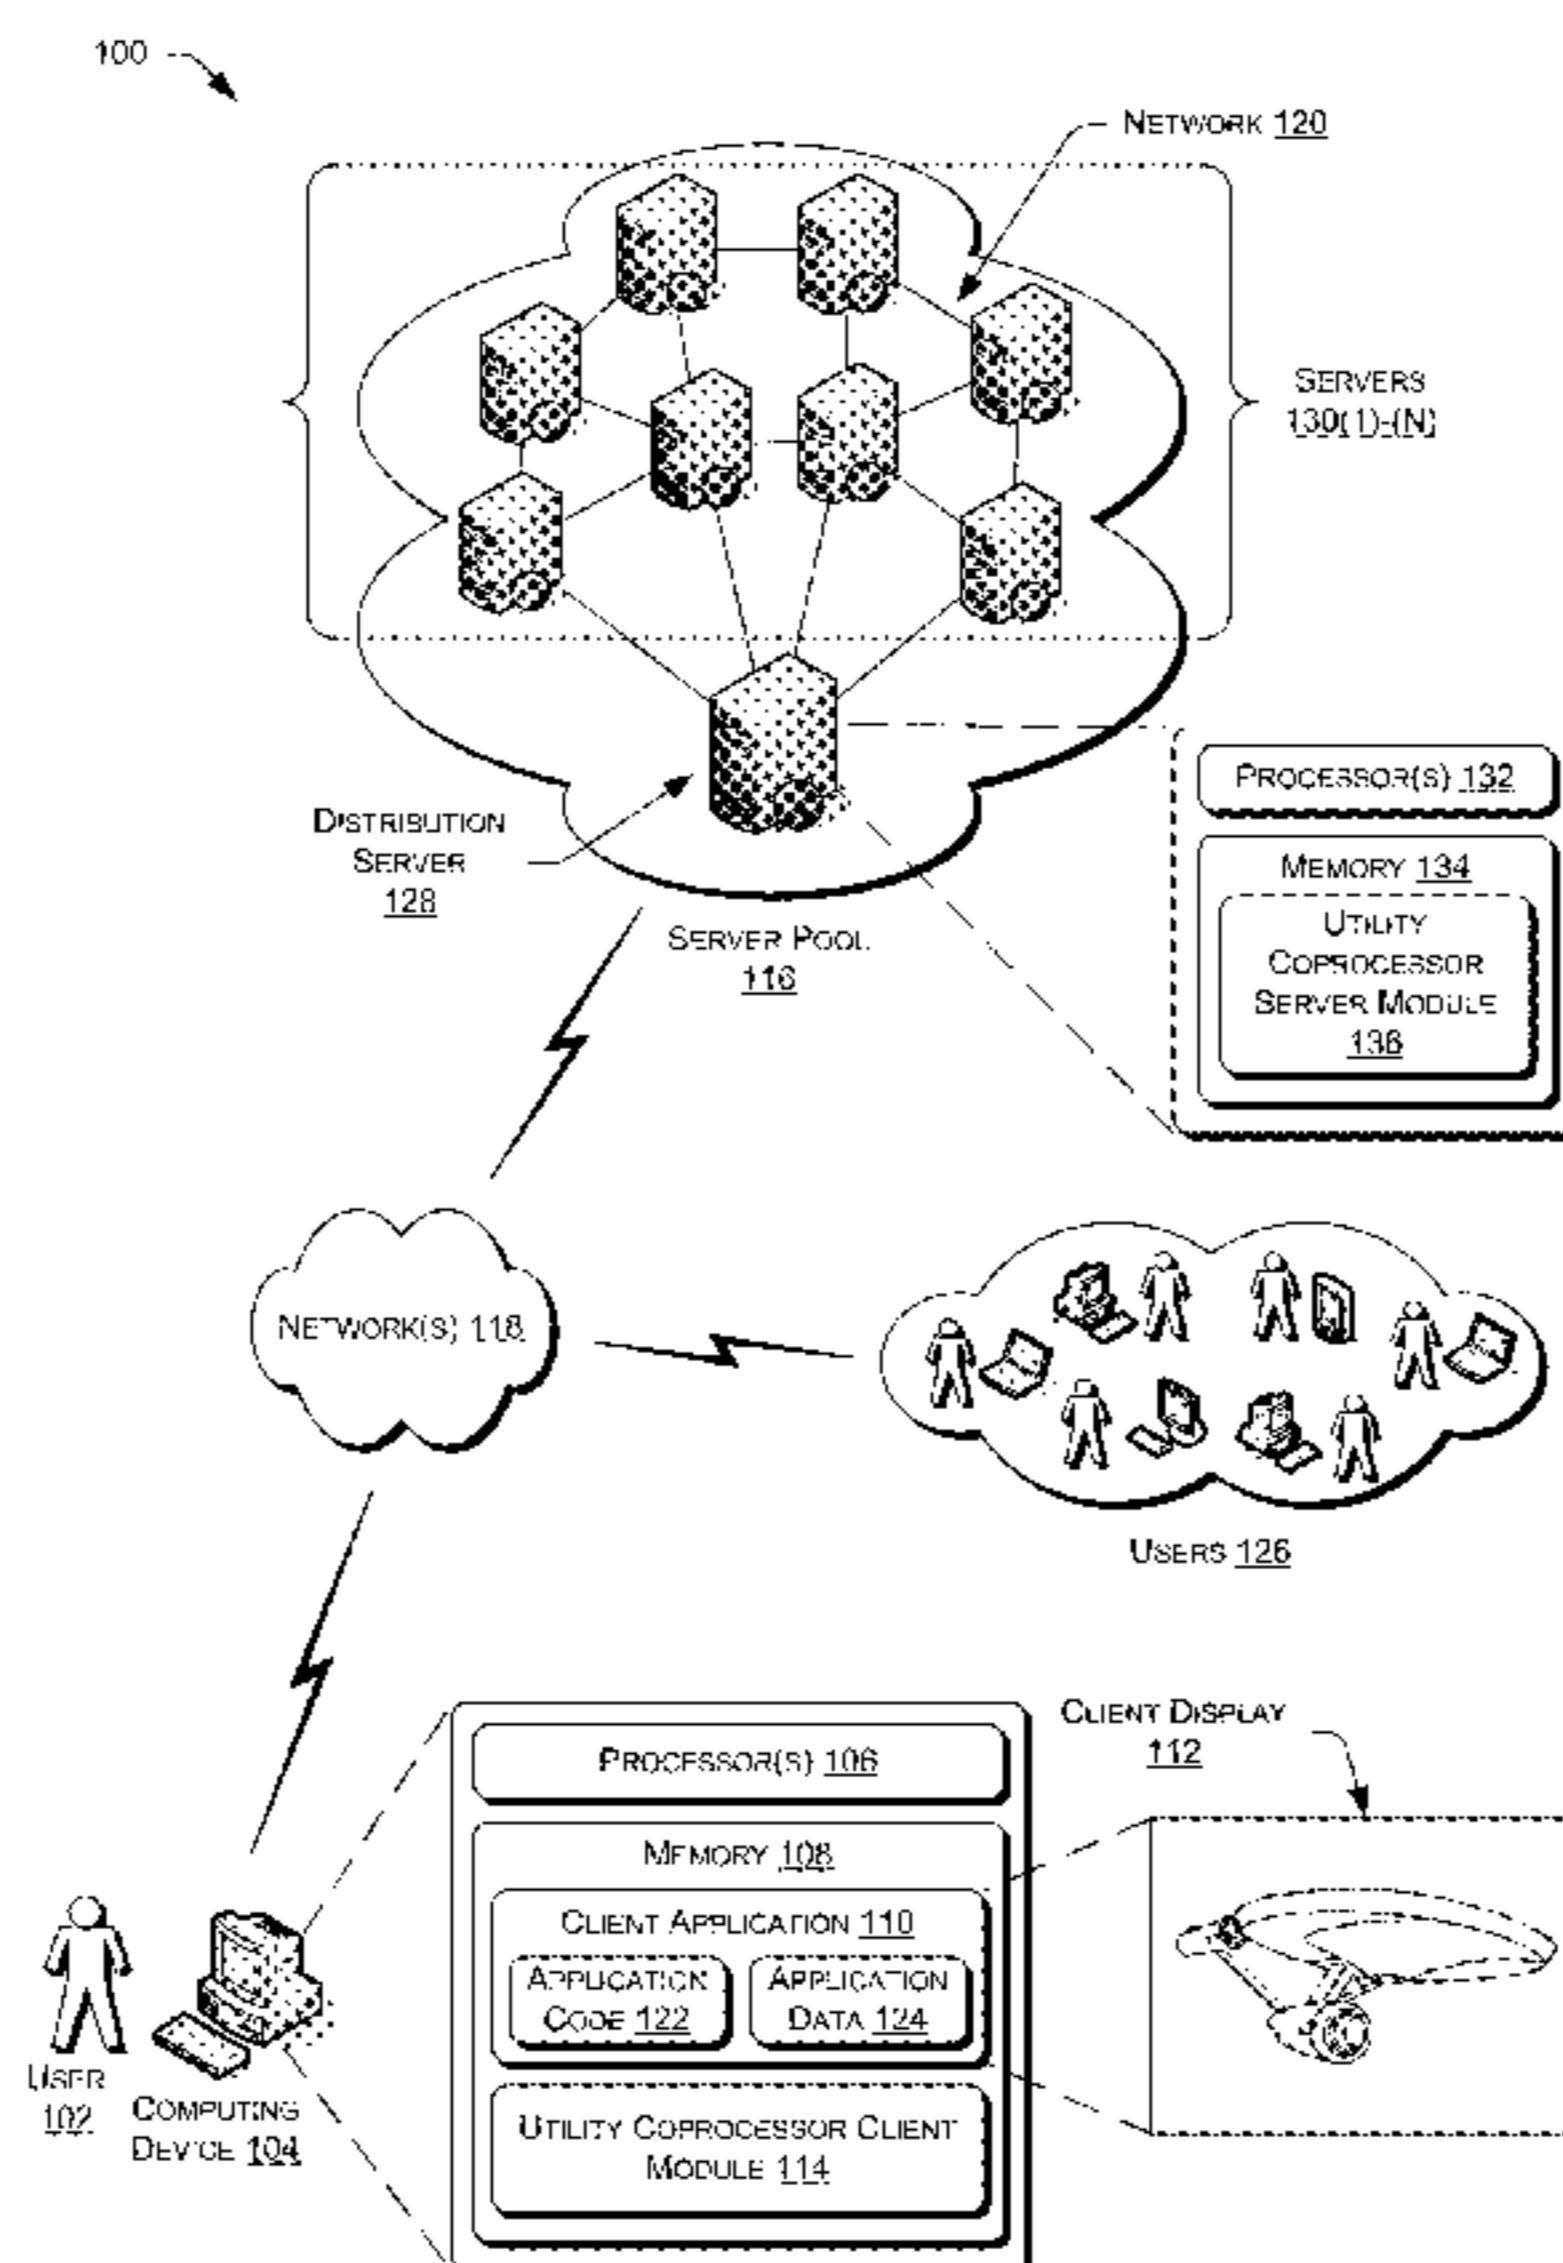 100
NETWORK 120
SERVERS
130(1)-(N)
PROCESSOR(S) 132
DISTRIBUTION
SERVER
128
MEMORY 134
UTILITY
COPROCESSOR
SERVER MODULE
136
SERVER POOL
116
NETWORK(S) 118
USERS 126
CLIENT DISPLAY
112
PROCESSOR(S) 106
MEMORY 108
CLIENT APPLICATION 110
APPLICATION
CODE 122
APPLICATION
DATA 124
USER
102
COMPUTING
DEVICE 104
UTILITY COPROCESSOR CLIENT
MODULE 114